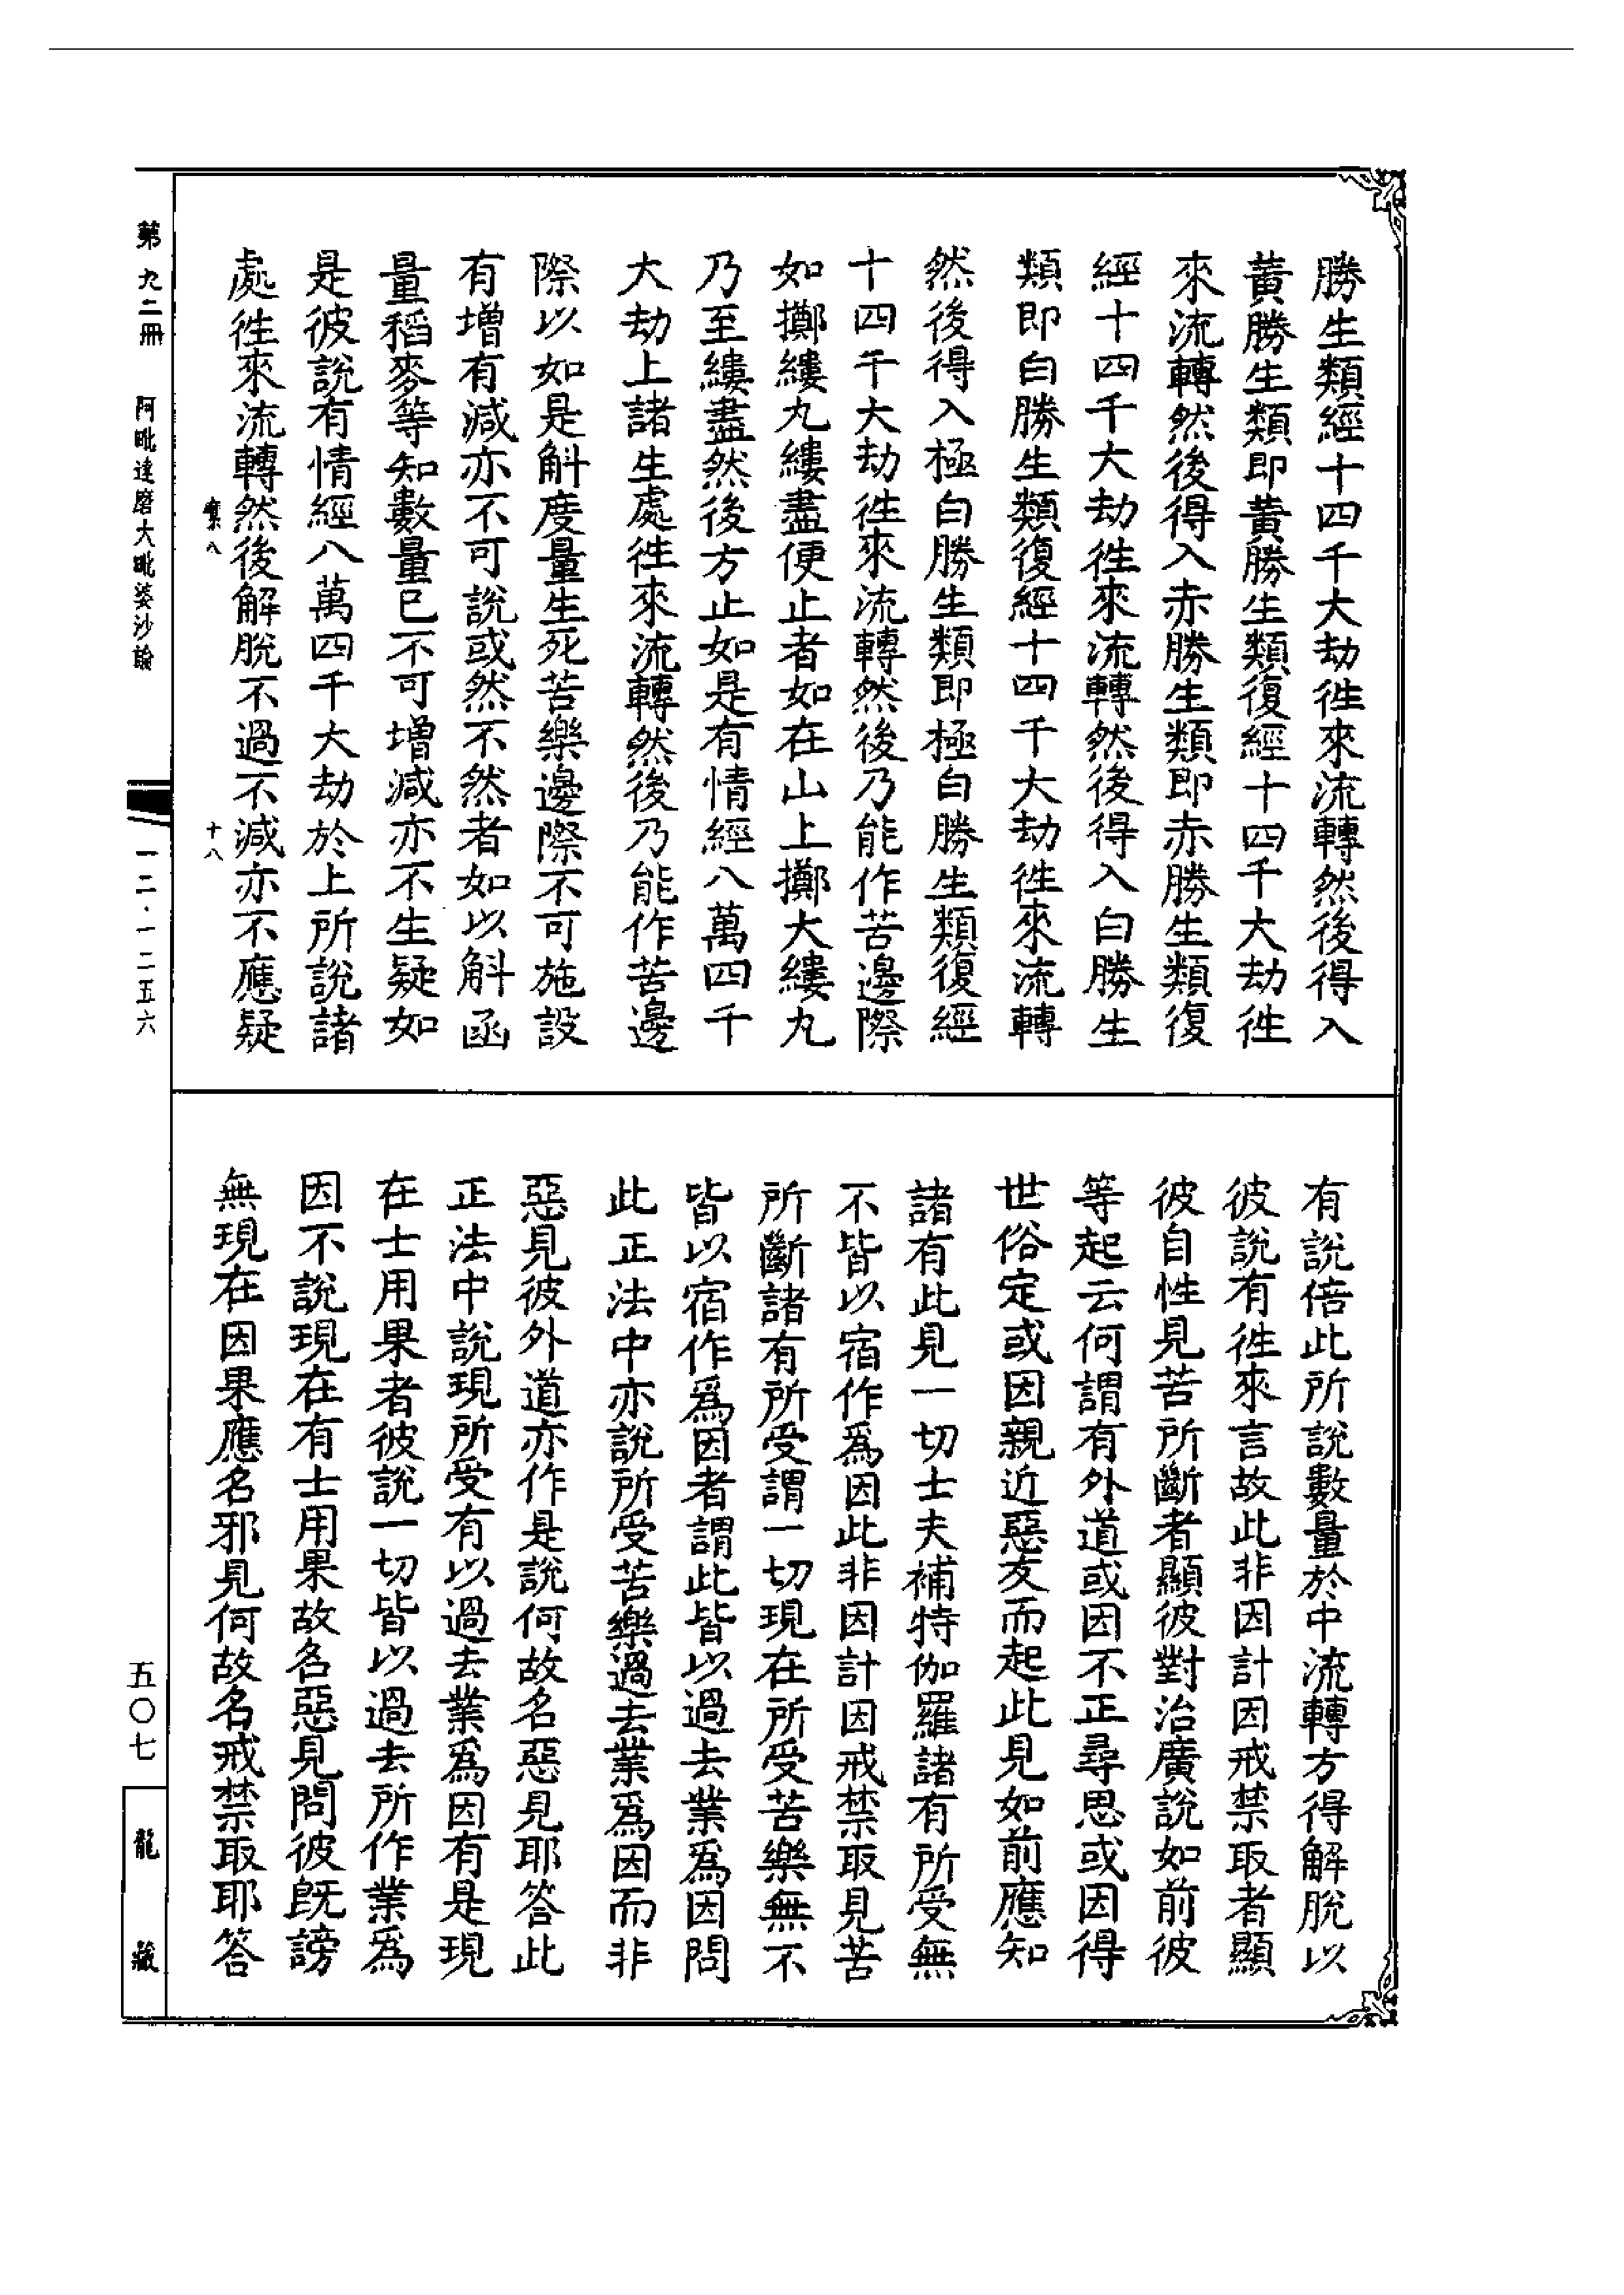 勝生類經十四千大劫徃來流轉然後得入
黃勝生類即黃勝生類復經十四千大劫徃
來流轉然後得入赤勝生類即赤勝生類復
經十四千大劫徃來流轉然後得入白勝生
類即白勝生類復經十四千大劫徃來流轉
然後得入極白勝生類即極白勝生類復經
十四千大劫徃來流轉然後乃能作苦邊際
如擲縷丸縷盡便止者如在山上擲大縷丸
乃至縷盡然後方止如是有情經八萬四千
大劫上諸生處徃來流轉然後乃能作苦邊
際以如是斛度量生死苦樂邊際不可施設
有增有減亦不可說或然不然者如以斛函
量稻麥等知數量已不可增減亦不生疑如
是彼說有情經八萬四千大劫於上所說諸
處徃來流轉然後解脫不過不減亦不應疑
有說倍此所說數量於中流轉方得解脫以
彼說有徃來言故此非因計因戒禁取者顯
彼自性見苦所斷者顯彼對治廣說如前彼
等起云何謂有外道或因不正尋思或因得
世俗定或因親近惡友而起此見如前應知
諸有此見一切士夫補特伽羅諸有所受無
不皆以宿作爲因此非因計因戒禁取見苦
所斷諸有所受謂一切現在所受苦樂無不
皆以宿作爲因者謂此皆以過去業爲因問
此正法中亦說所受苦樂過去業爲因而非
惡見彼外道亦作是說何故名惡見耶答此
正法中說現所受有以過去業爲因有是現
在士用果者彼說一切皆以過去所作業爲
因不說現在有士用果故名惡見問彼旣謗
無現在因果應名邪見何故名戒禁取耶答
第九二冊 阿毗達磨大毗婆沙論
一二·一二五六
五〇七
龍藏
十八